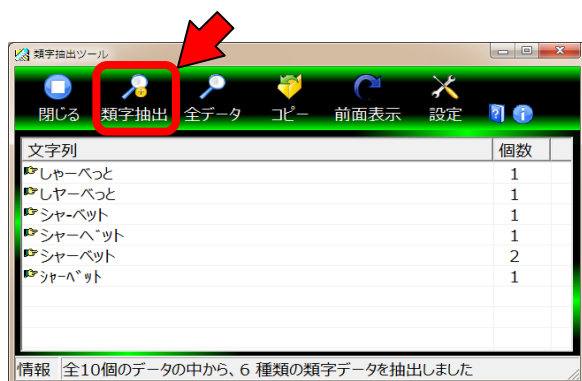 類字抽出ツール
閉じる 類字抽出 全データ コピー 前面表示 設定
文字列 個数
しゃーべっと 1
しヤーべっと 1
シャ-ベット 1
シャーヘ゛ット 1
シャーベット 2
ｼｬｰﾍﾞｯﾄ 1
情報 全10個のデータの中から、6 種類の類字データを抽出しました